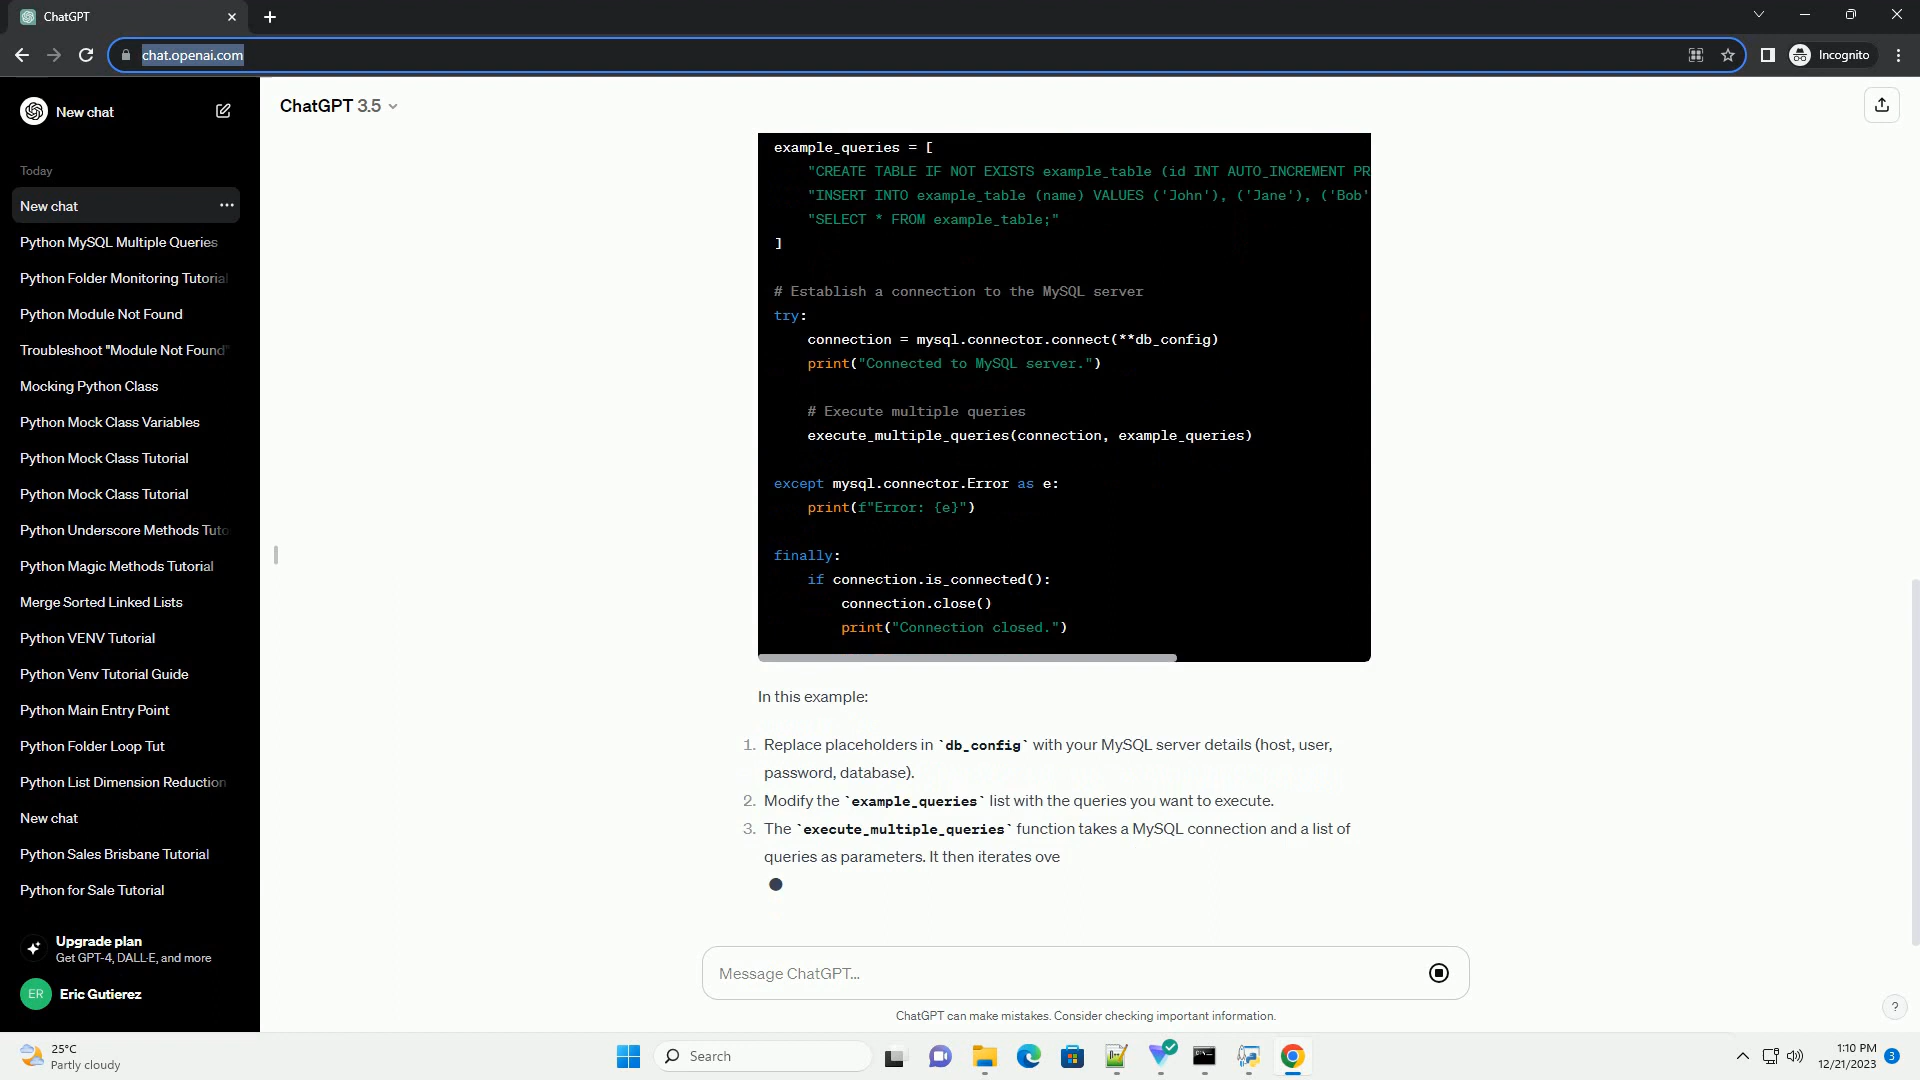 ChatGPT
chat.openai.com
Incognito
New chat
ChatGPT 3.5
Today
New chat
Python MySQL Multiple Queries
Python Folder Monitoring Tutorial
Python Module Not Found
Troubleshoot "Module Not Found"
Mocking Python Class
Python Mock Class Variables
Python Mock Class Tutorial
Python Mock Class Tutorial
Python Underscore Methods Tuto
Python Magic Methods Tutorial
Merge Sorted Linked Lists
Python VENV Tutorial
Python Venv Tutorial Guide
Python Main Entry Point
Python Folder Loop Tut
Python List Dimension Reduction
New chat
Python Sales Brisbane Tutorial
Python for Sale Tutorial
Upgrade plan
Get GPT-4, DALL·E, and more
ER
Eric Gutierez
example_queries = [
"CREATE TABLE IF NOT EXISTS example_table (id INT AUTO_INCREMENT PR
"INSERT INTO example_table (name) VALUES ('John'), ('Jane'), ('Bob'
"SELECT * FROM example_table;"
]
# Establish a connection to the MySQL server
try:
connection = mysql.connector.connect(**db_config)
print("Connected to MySQL server.")
# Execute multiple queries
execute_multiple_queries(connection, example_queries)
except mysql.connector.Error as e:
print(f"Error: {e}")
finally:
if connection.is_connected():
connection.close()
print("Connection closed.")
In this example:
1. Replace placeholders in `db_config` with your MySQL server details (host, user,
password, database).
2. Modify the `example_queries` list with the queries you want to execute.
3. The `execute_multiple_queries` function takes a MySQL connection and a list of
queries as parameters. It then iterates ove
Message ChatGPT...
ChatGPT can make mistakes. Consider checking important information.
?
25°C
Partly cloudy
Search
1:10 PM
12/21/2023
3